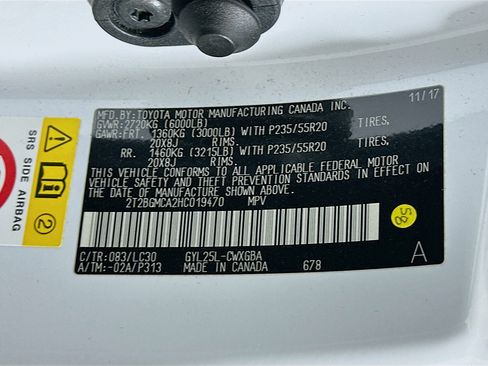 11/17
MFD.BY:TOYOTA MOTOR MANUFACTURING CANADA INC.
GVWR:2720KG (6000LB)
GAWR:FRT. 1360KG (3000LB) WITH P235/55R20 TIRES,
20X8J RIMS.
RR. 1460KG (3215LB) WITH P235/55R20 TIRES,
20X8J RIMS.
THIS VEHICLE CONFORMS TO ALL APPLICABLE FEDERAL MOTOR
VEHICLE SAFETY AND THEFT PREVENTION STANDARDS IN EFFECT
ON THE DATE OF MANUFACTURE SHOWN ABOVE.
2T2BGMCA2HC019470 MPV
58
C/TR:083/LC30 GYL25L-CWXGBA A
A/TM:-02A/P313 MADE IN CANADA 678
SRS SIDE AIRBAG